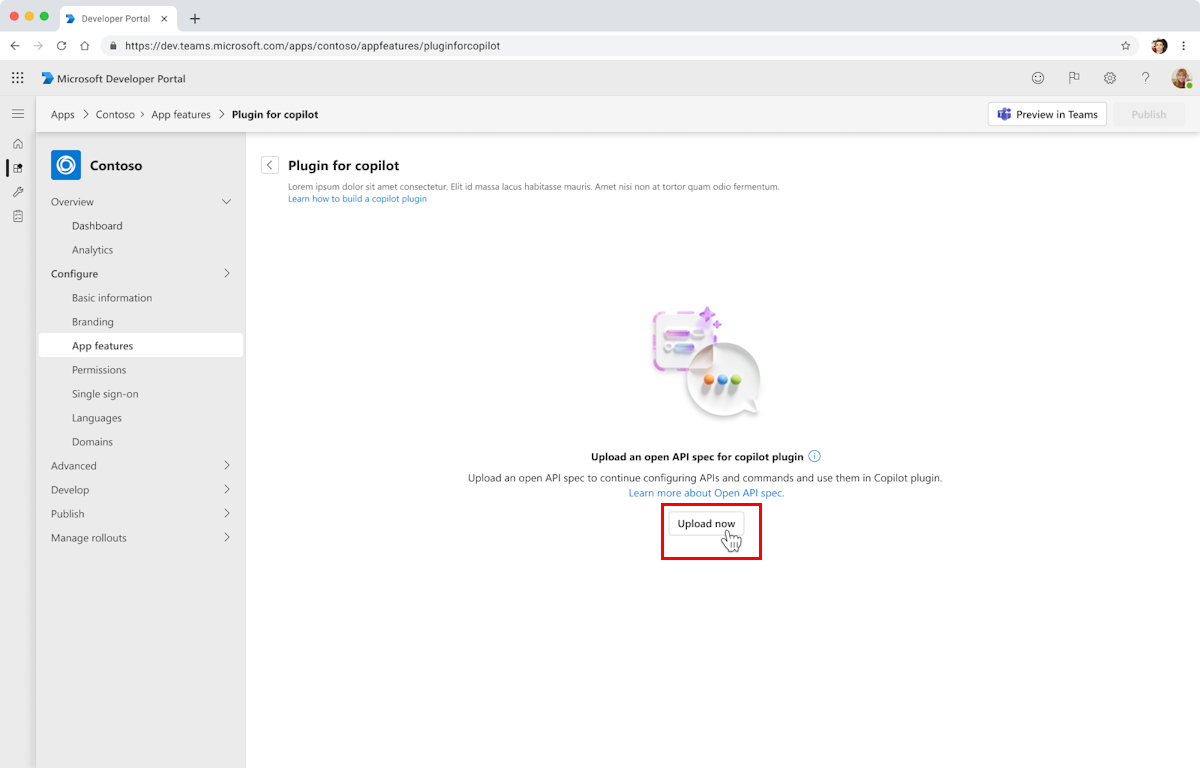 Developer Portal
https://dev.teams.microsoft.com/apps/contoso/appfeatures/pluginforcopilot
Microsoft Developer Portal
Apps > Contoso > App features > Plugin for copilot
Preview in Teams
Publish
Contoso
Overview
Dashboard
Analytics
Configure
Basic information
Branding
App features
Permissions
Single sign-on
Languages
Domains
Advanced
Develop
Publish
Manage rollouts
Plugin for copilot
Lorem ipsum dolor sit amet consectetur. Elit id massa lacus habitasse mauris. Amet nisi non at tortor quam odio fermentum.
Learn how to build a copilot plugin
Upload an open API spec for copilot plugin
Upload an open API spec to continue configuring APIs and commands and use them in Copilot plugin.
Learn more about Open API spec.
Upload now